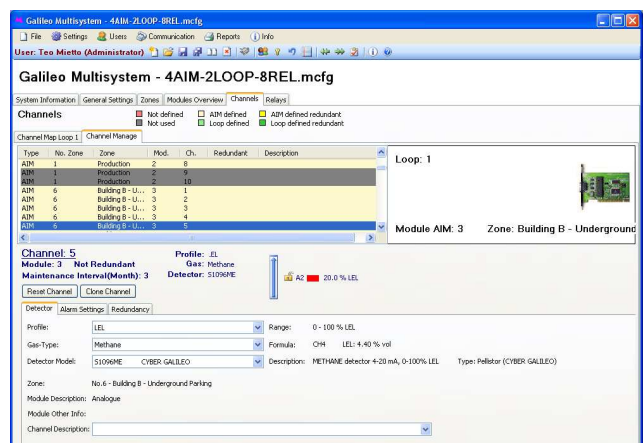 Galileo Multisystem - 4AIM-2LOOP-8REL.mcfg
File Settings Users Communication Reports Info
User: Teo Mietto (Administrator)
Galileo Multisystem - 4AIM-2LOOP-8REL.mcfg
System Information General Settings Zones Modules Overview Channels Relays
Channels
Not defined AIM defined AIM defined redundant
Not used Loop defined Loop defined redundant
Channel Map Loop 1 Channel Manage
Type No. Zone Zone Mod. Ch. Redundant Description
AIM 1 Production 2 8
AIM 1 Production 2 9
AIM 1 Production 2 10
AIM 6 Building B - U... 3 1
AIM 6 Building B - U... 3 2
AIM 6 Building B - U... 3 3
AIM 6 Building B - U... 3 4
AIM 6 Building B - U... 3 5
Loop: 1
Module AIM: 3 Zone: Building B - Underground
Channel: 5 Profile: LEL
Module: 3 Not Redundant Gas: Methane
Maintenance Interval(Month): 3 Detector: S1096ME
A2 20.0 % LEL
Reset Channel Clone Channel
Detector Alarm Settings Redundancy
Profile: LEL Range: 0 - 100 % LEL
Gas-Type: Methane Formula: CH4 LEL: 4.40 % vol
Detector Model: S1096ME CYBER GALILEO Description: METHANE detector 4-20 mA, 0-100% LEL Type: Pellistor (CYBER GALILEO)
Zone: No.6 - Building B - Underground Parking
Module Description: Analogue
Module Other Info:
Channel Description: